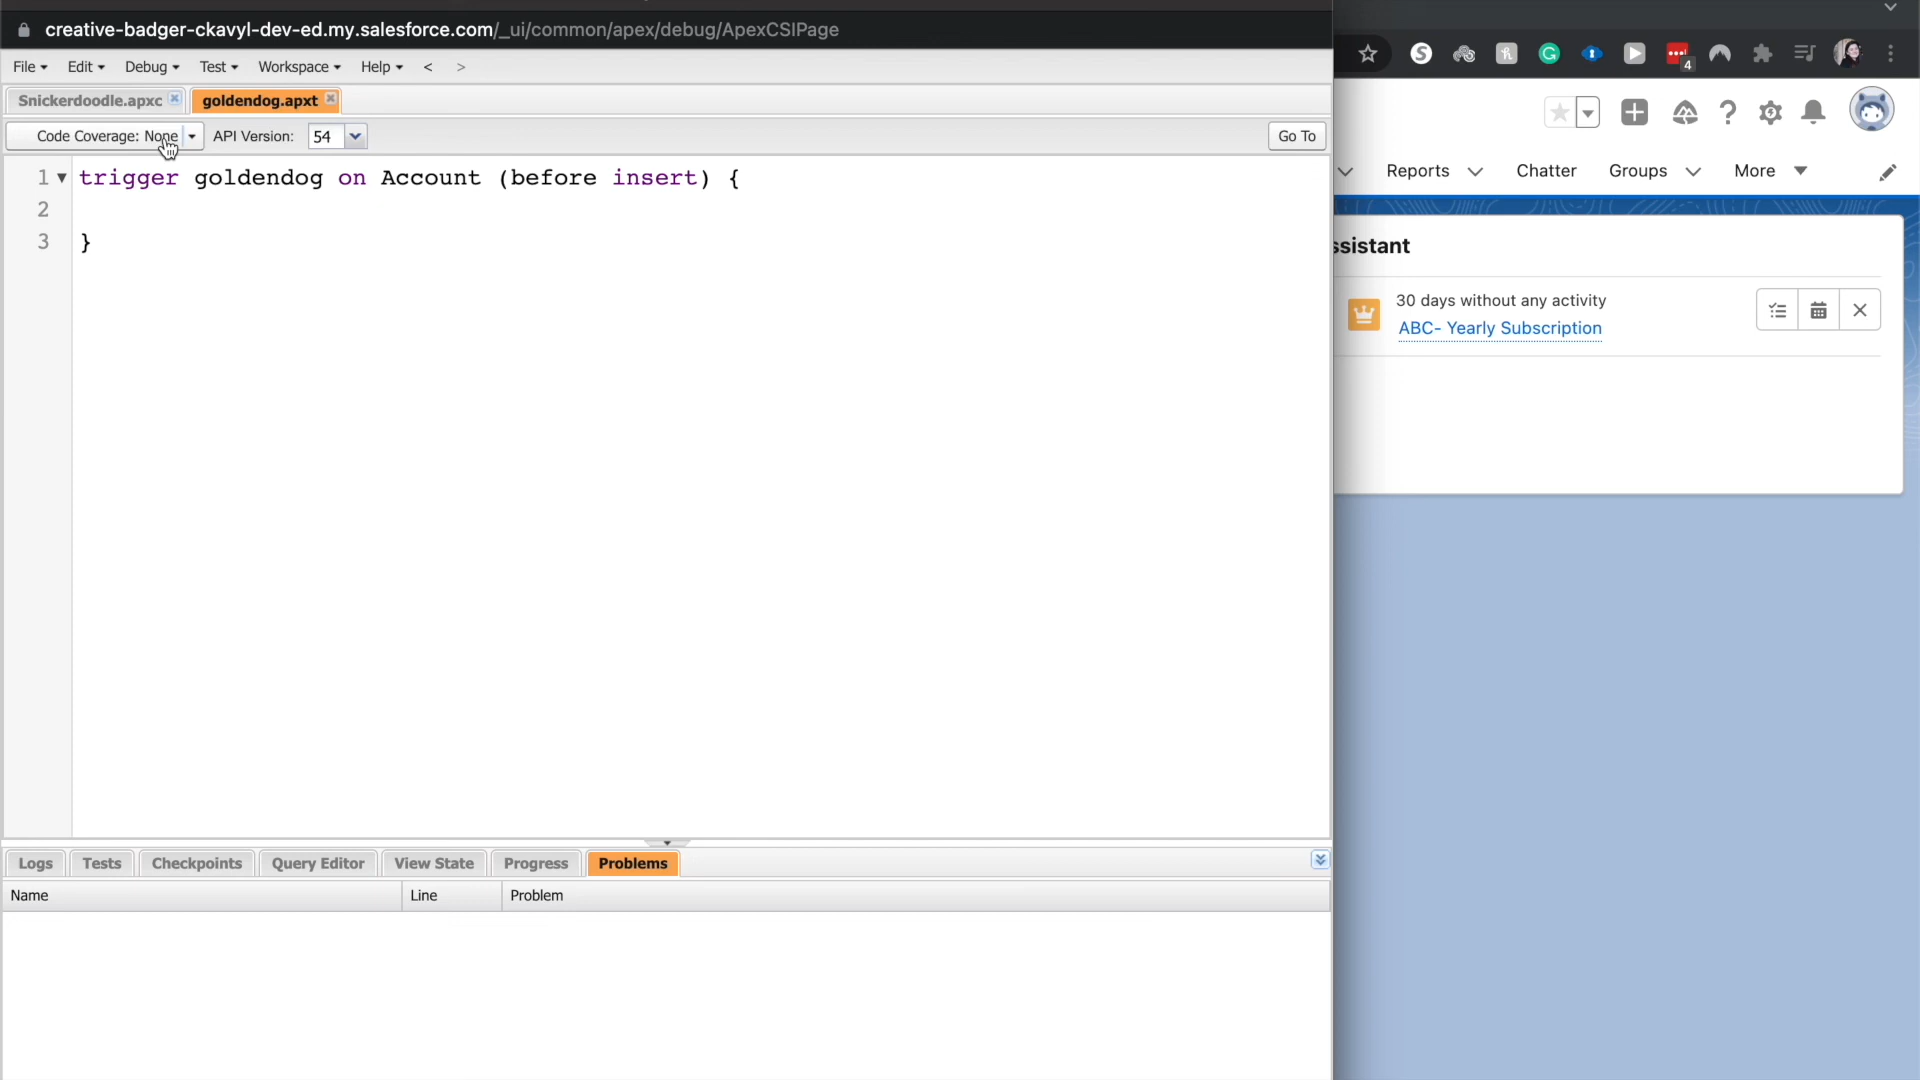 creative-badger-ckavyl-dev-ed.my.salesforce.com/_ui/common/apex/debug/ApexCSIPage
File Edit Debug Test Workspace Help < >
Snickerdoodle.apxc goldendog.apxt
Code Coverage: None API Version: 54 Go To
1 trigger goldendog on Account (before insert) {
2
3 }
Logs Tests Checkpoints Query Editor View State Progress Problems
Name Line Problem
4
Reports Chatter Groups More
ssistant
30 days without any activity
ABC- Yearly Subscription